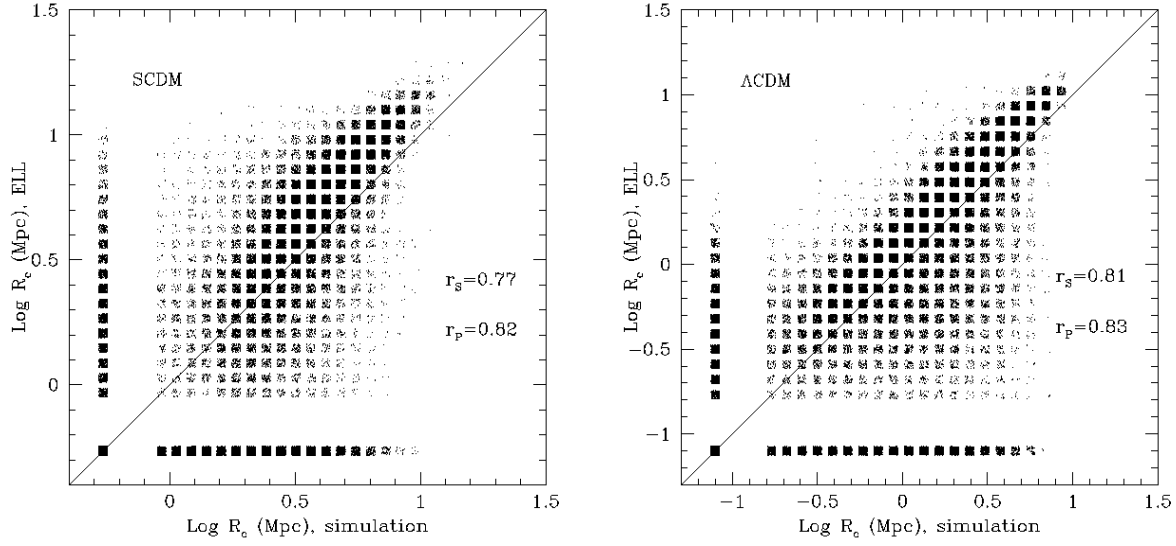 1.5
1
0.5
0
Log R_c (Mpc), ELL
SCDM
r_S=0.77
r_P=0.82
0
0.5
1
1.5
Log R_c (Mpc), simulation
1.5
1
0.5
0
−0.5
−1
Log R_c (Mpc), ELL
ΛCDM
r_S=0.81
r_P=0.83
−1
−0.5
0
0.5
1
1.5
Log R_c (Mpc), simulation